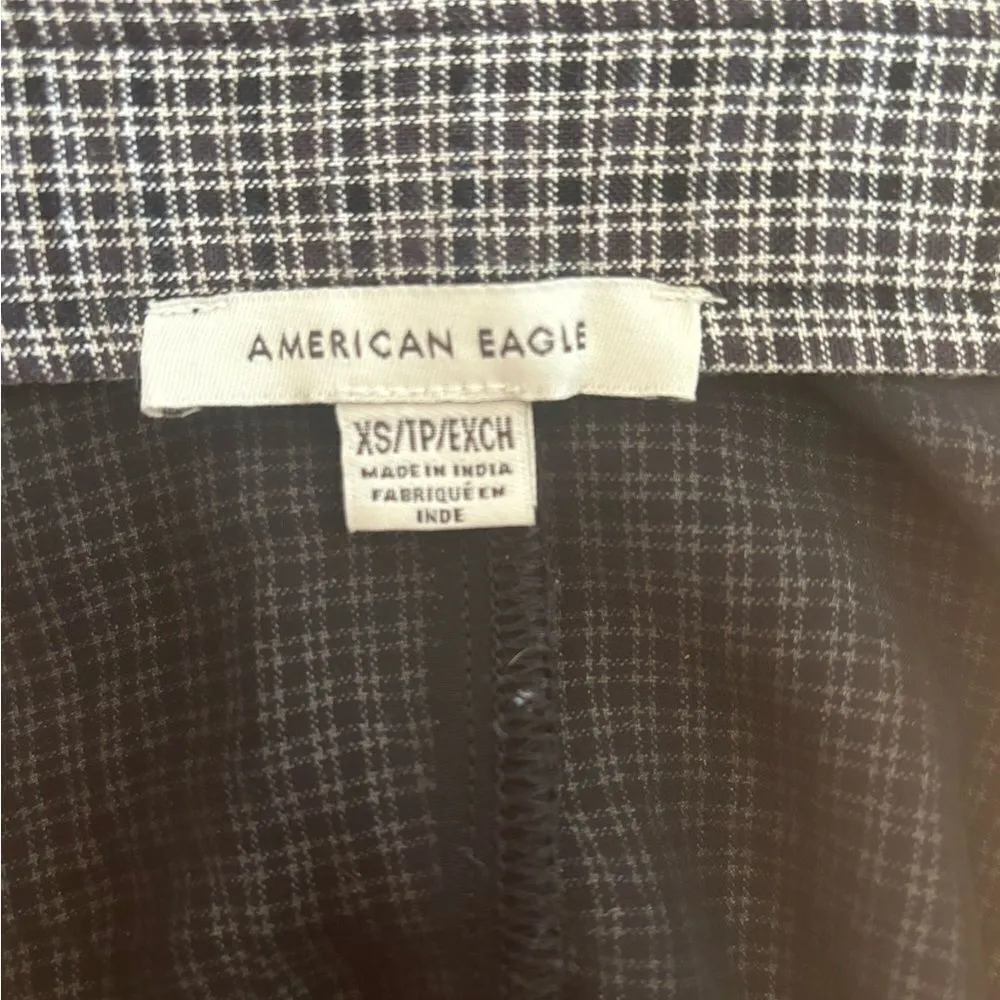 AMERICAN EAGLE
XS/TP/EXCH
MADE IN INDIA
FABRIQUÉ EN
INDE